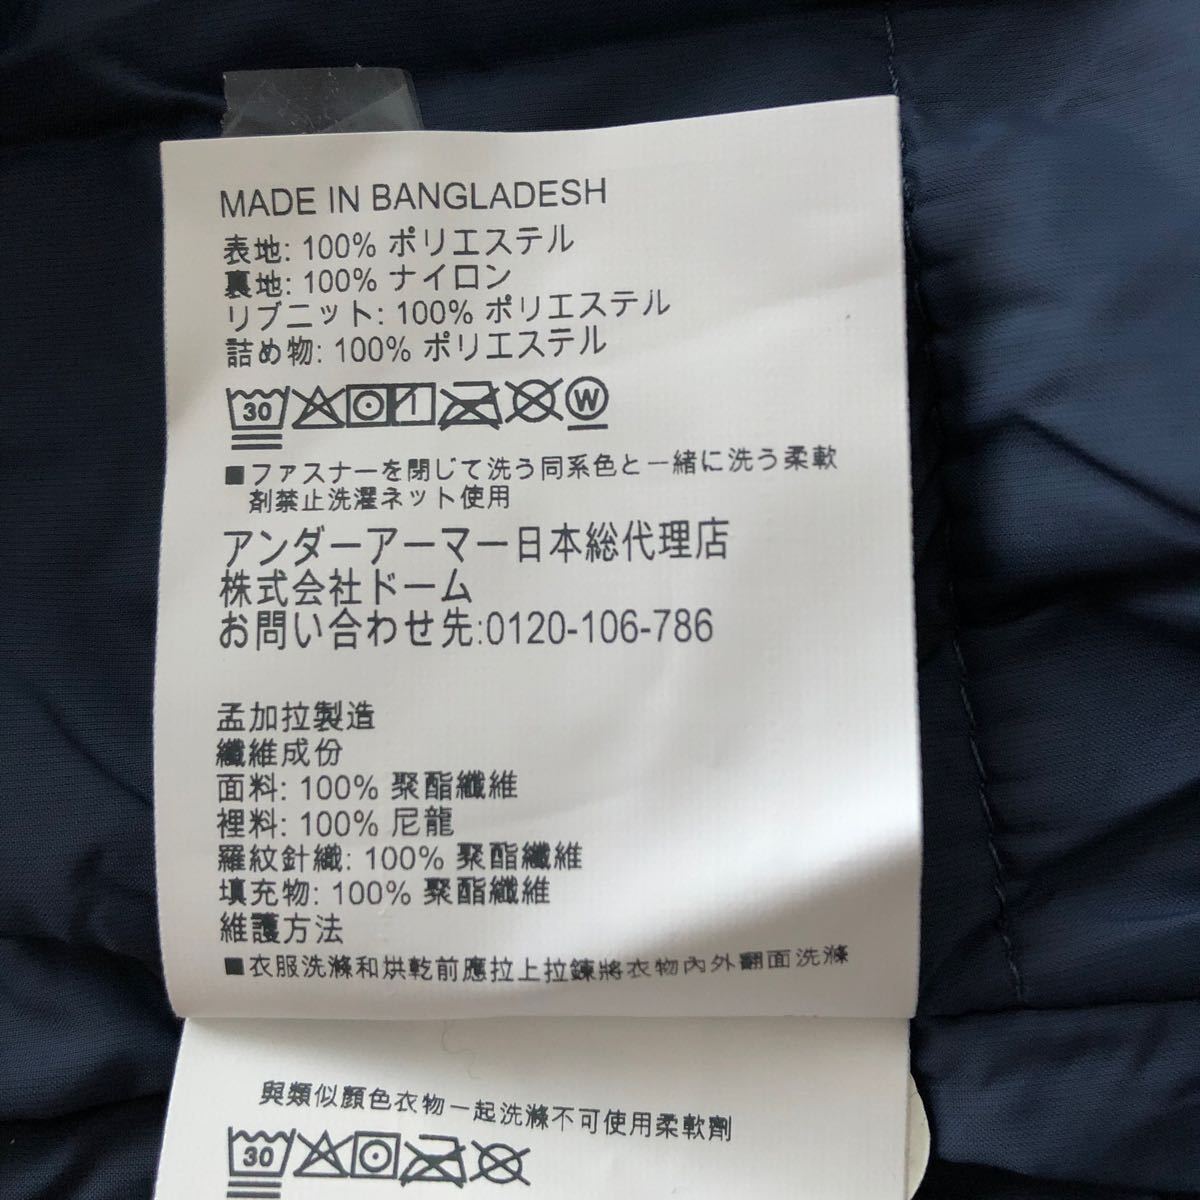 MADE IN BANGLADESH
表地: 100% ポリエステル
裏地: 100% ナイロン
リブニット: 100% ポリエステル
詰め物: 100% ポリエステル
30 W
■ファスナーを閉じて洗う同系色と一緒に洗う柔軟
剤禁止洗濯ネット使用
アンダーアーマー日本総代理店
株式会社ドーム
お問い合わせ先:0120-106-786
孟加拉製造
纖維成份
面料: 100% 聚酯纖維
裡料: 100% 尼龍
羅紋針織: 100% 聚酯纖維
填充物: 100% 聚酯纖維
維護方法
■衣服洗滌和烘乾前應拉上拉鍊將衣物內外翻面洗滌
與類似顏色衣物一起洗滌不可使用柔軟劑
30